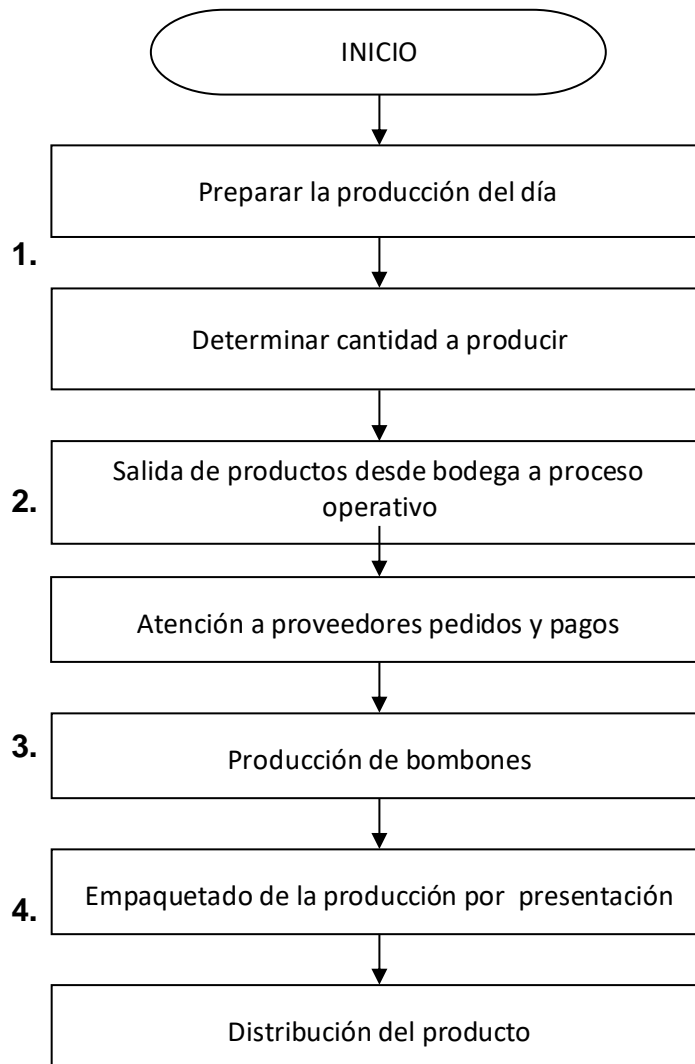 INICIO
Preparar la producción del día
1.
Determinar cantidad a producir
Salida de productos desde bodega a proceso
operativo
2.
Atención a proveedores pedidos y pagos
3.
Producción de bombones
Empaquetado de la producción por presentación
4.
Distribución del producto